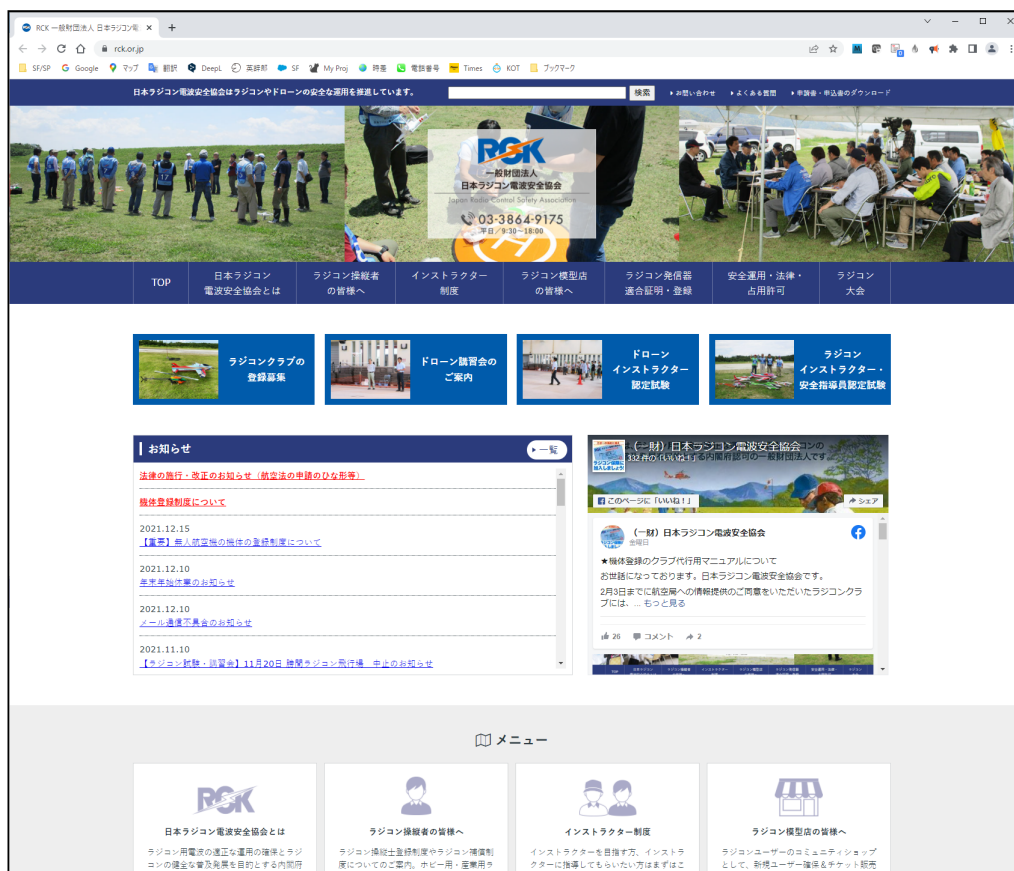 RCK 一般財団法人 日本ラジコン電
rck.or.jp
SF/SP
Google
マップ
翻訳
DeepL
英辞郎
SF
My Proj
時差
電話番号
Times
KOT
ブックマーク
日本ラジコン電波安全協会はラジコンやドローンの安全な運用を推進しています。
検索
お問い合わせ
よくある質問
申請書・申込書のダウンロード
RCK
一般財団法人
日本ラジコン電波安全協会
Japan Radio Control Safety Association
03-3864-9175
平日／9:30～18:00
TOP
日本ラジコン
電波安全協会とは
ラジコン操縦者
の皆様へ
インストラクター
制度
ラジコン模型店
の皆様へ
ラジコン発信器
適合証明・登録
安全運用・法律・
占用許可
ラジコン
大会
ラジコンクラブの
登録募集
ドローン講習会の
ご案内
ドローン
インストラクター
認定試験
ラジコン
インストラクター・
安全指導員認定試験
お知らせ
一覧
法律の施行・改正のお知らせ（航空法の申請のひな形等）
機体登録制度について
2021.12.15
【重要】無人航空機の機体の登録制度について
2021.12.10
年末年始休業のお知らせ
2021.12.10
メール通信不具合のお知らせ
2021.11.10
【ラジコン試験・講習会】11月20日 勝間ラジコン飛行場　中止のお知らせ
（一財）日本ラジコン電波安全協会
332 件の「いいね！」
このページに「いいね！」
シェア
（一財）日本ラジコン電波安全協会
金曜日
★機体登録のクラブ代行用マニュアルについて
お世話になっております。日本ラジコン電波安全協会です。
2月3日までに航空局への情報提供のご同意をいただいたラジコンクラ
ブには、... もっと見る
26
コメント
2
メニュー
RCK
日本ラジコン電波安全協会とは
ラジコン用電波の適正な運用の確保とラジ
コンの健全な普及発展を目的とする内閣府
ラジコン操縦者の皆様へ
ラジコン操縦士登録制度やラジコン補償制
度についてのご案内。ホビー用・産業用ラ
インストラクター制度
インストラクターを目指す方、インストラ
クターに指導してもらいたい方はまずはこ
ラジコン模型店の皆様へ
ラジコンユーザーのコミュニティショップ
として、新規ユーザー確保＆チケット販売